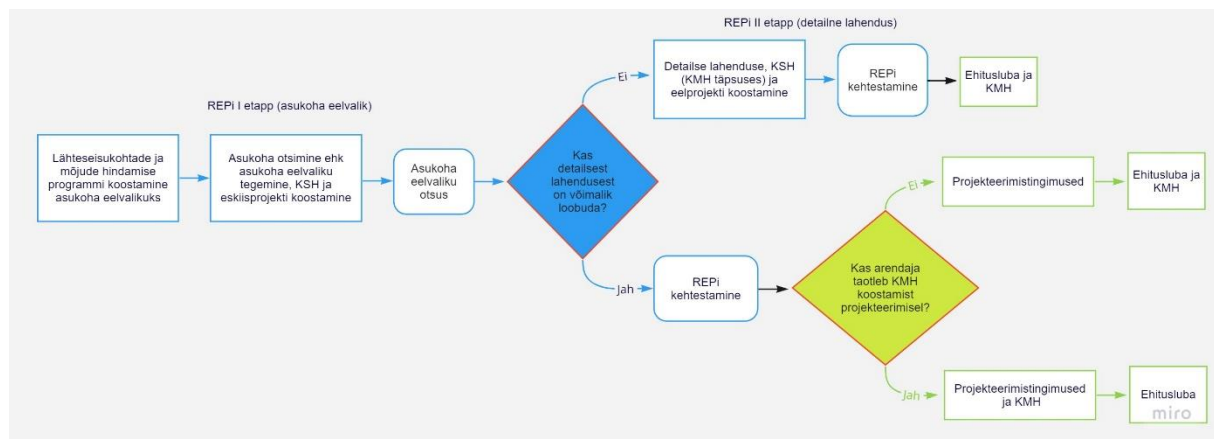 REPi I etapp (asukoha eelvalik)
Lähteseisukohtade ja
mõjude hindamise
programmi koostamine
asukoha eelvalikuks
Asukoha otsimine ehk
asukoha eelvaliku
tegemine, KSH ja
eskiisprojekti koostamine
Asukoha
eelvaliku
otsus
Kas
detailsest
lahendusest
on võimalik
loobuda?
REPi II etapp (detailne lahendus)
Ei
Detailse lahenduse, KSH
(KMH täpsuses) ja
eelprojekti koostamine
REPi
kehtestamine
Ehitusluba ja
KMH
Jah
REPi
kehtestamine
Kas arendaja
taotleb KMH
koostamist
projekteerimisel?
Ei
Projekteerimistingimused
Ehitusluba ja
ja KMH
Jah
Projekteerimistingimused
ja KMH
Ehitusluba
miro